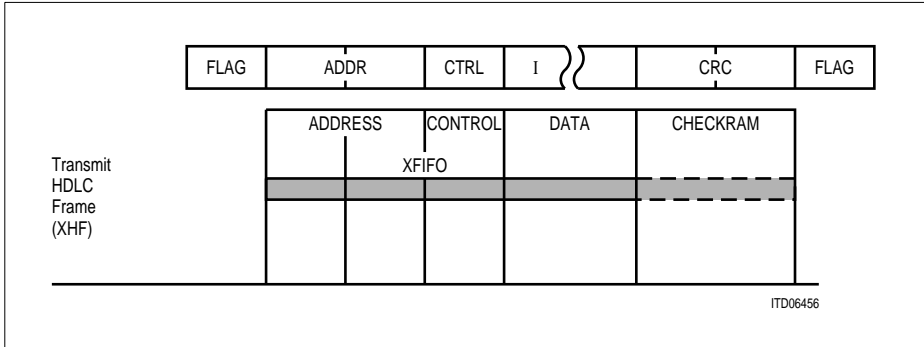 FLAG ADDR CTRL I CRC FLAG
ADDRESS CONTROL DATA CHECKRAM
XFIFO
Transmit
HDLC
Frame
(XHF)
ITD06456